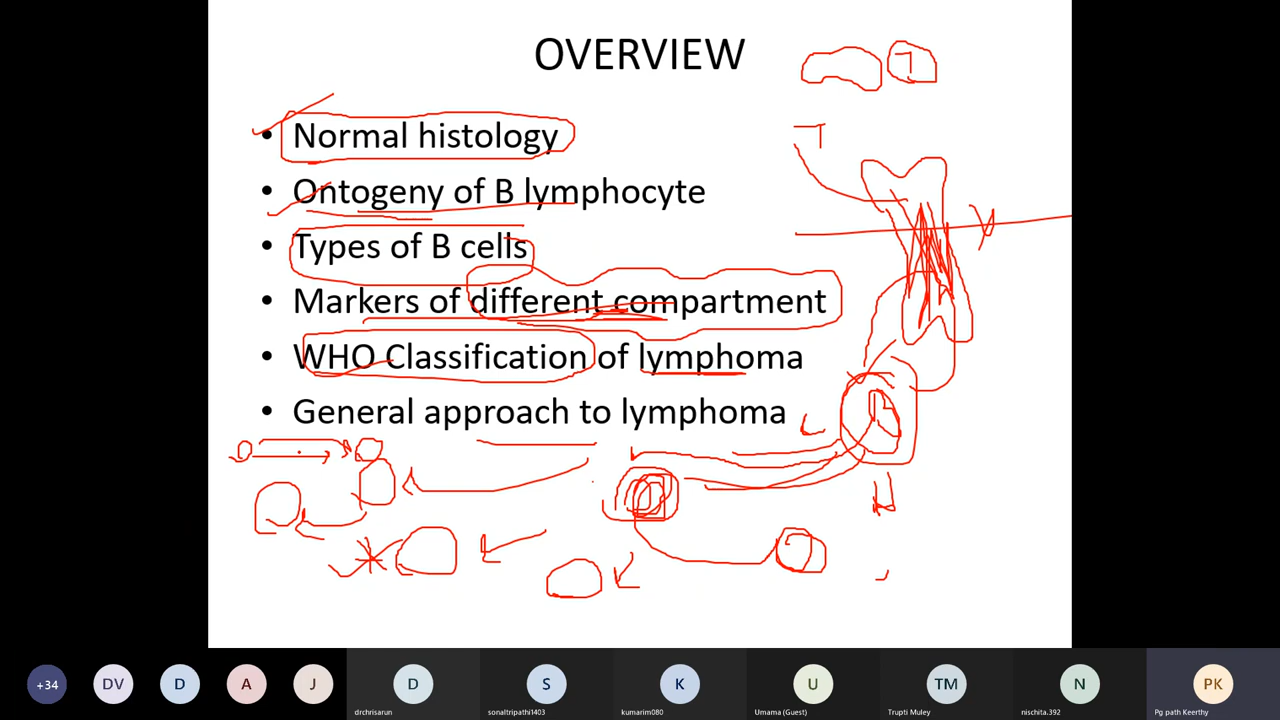 OVERVIEW
• Normal histology
• Ontogeny of B lymphocyte
• Types of B cells
• Markers of different compartment
• WHO Classification of lymphoma
• General approach to lymphoma
T
T
+34
DV
D
A
J
D
S
K
U
TM
N
PK
drchrisarun
sonaltripathi1403
kumarim080
Umama (Guest)
Trupti Muley
nischita.392
Pg path Keerthy